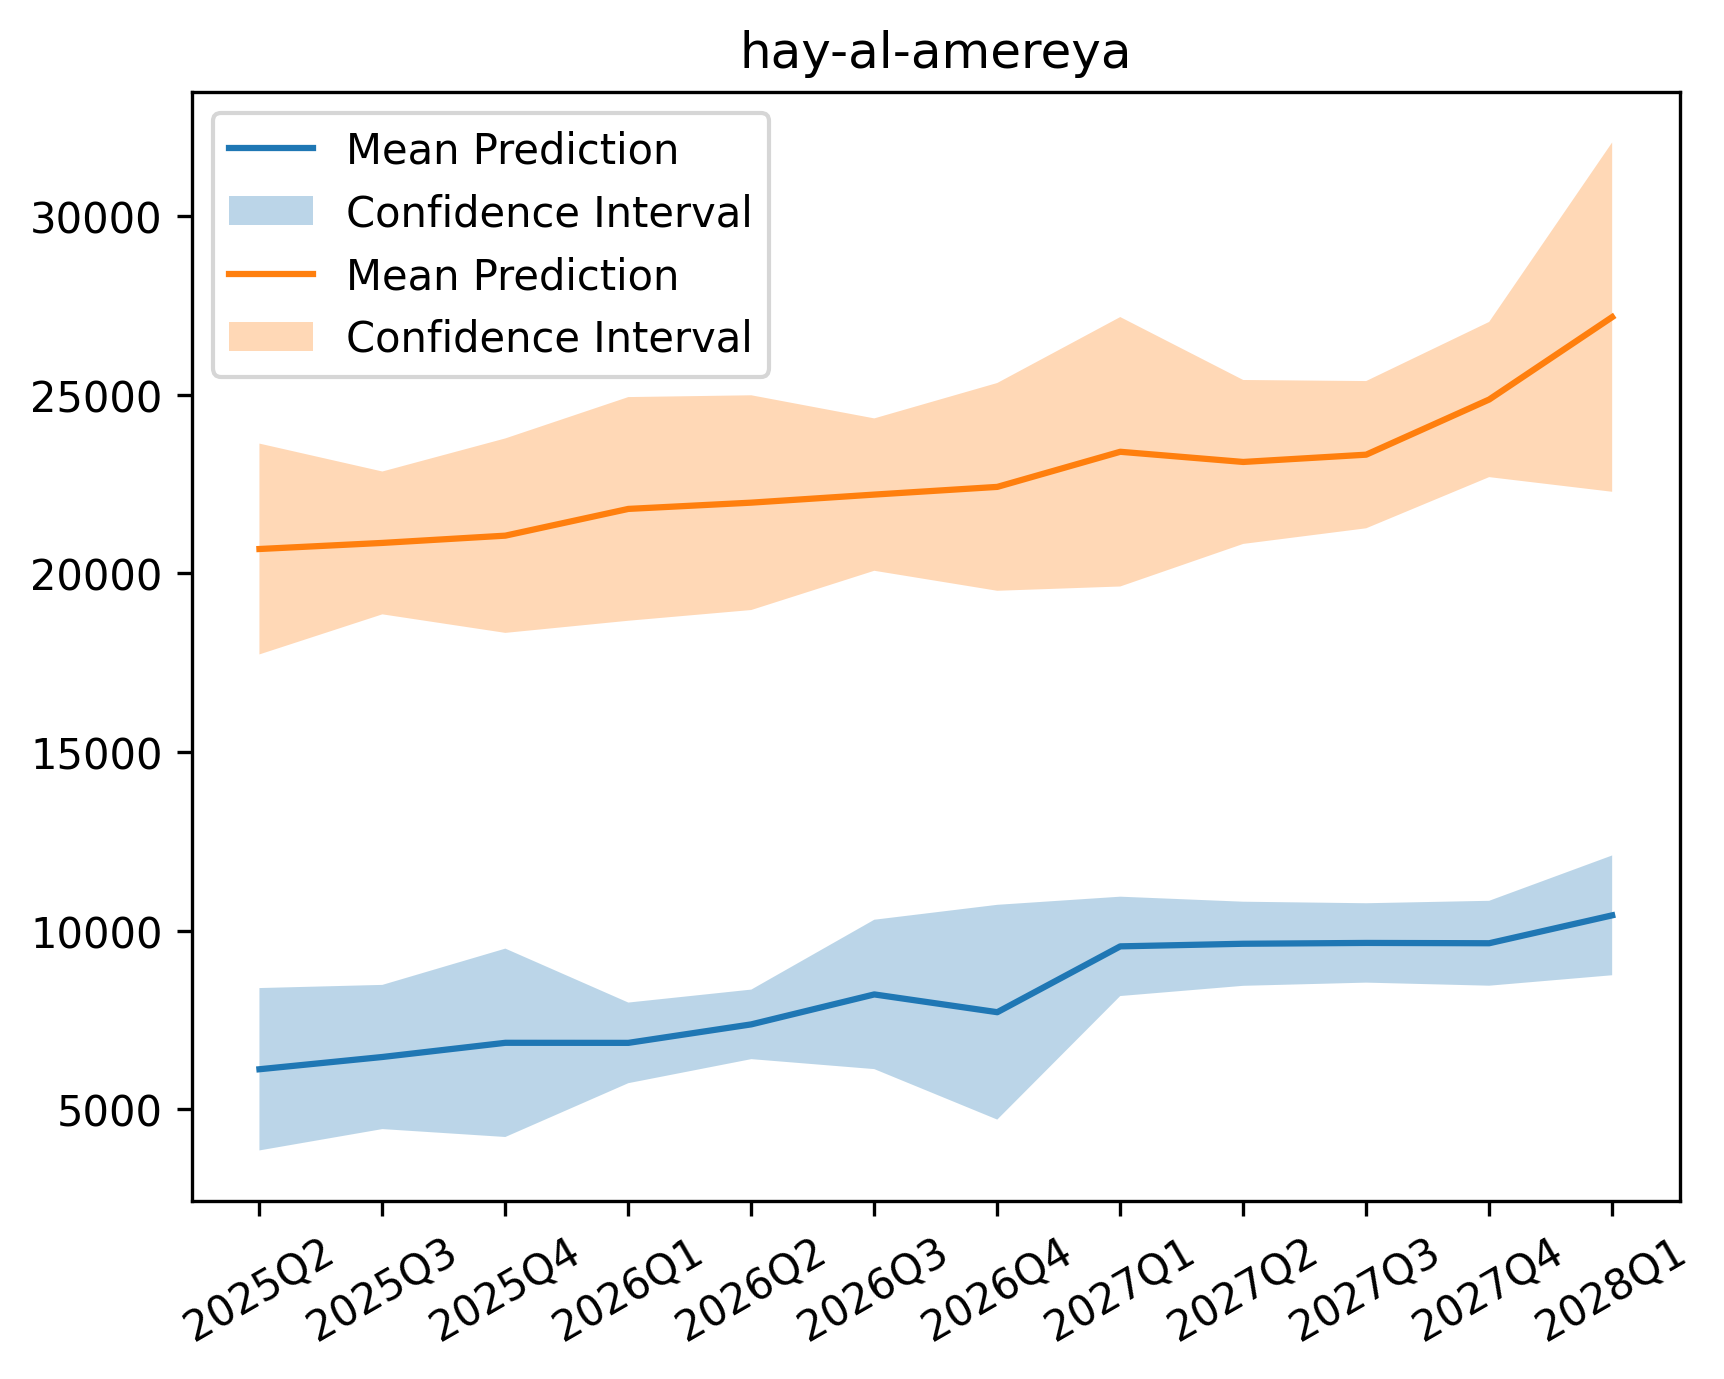 hay-al-amereya
Mean Prediction
Confidence Interval
Mean Prediction
Confidence Interval
30000
25000
20000
15000
10000
5000
2025Q2
2025Q3
2025Q4
2026Q1
2026Q2
2026Q3
2026Q4
2027Q1
2027Q2
2027Q3
2027Q4
2028Q1